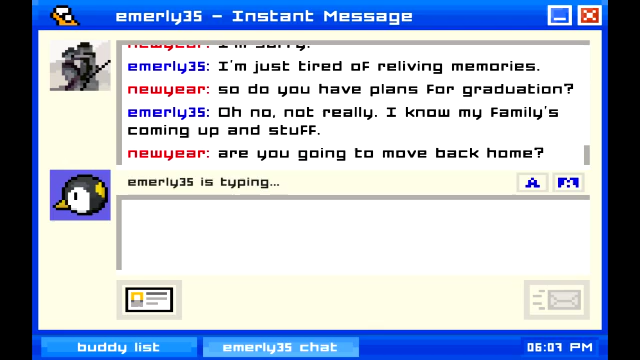 emerly35 - Instant Message
newyear: I'm sorry.
emerly35: I'm just tired of reliving memories.
newyear: so do you have plans for graduation?
emerly35: Oh no, not really. I know my family's
coming up and stuff.
newyear: are you going to move back home?
emerly35 is typing...
A
buddy list
emerly35 chat
06:07 PM